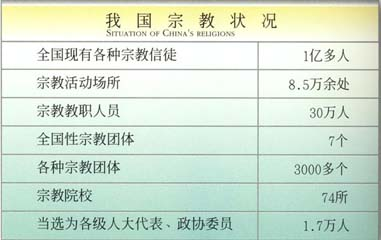 我国宗教状况
SITUATION OF CHINA'S RELIGIONS
全国现有各种宗教信徒 1亿多人
宗教活动场所 8.5万余处
宗教教职人员 30万人
全国性宗教团体 7个
各种宗教团体 3000多个
宗教院校 74所
当选为各级人大代表、政协委员 1.7万人